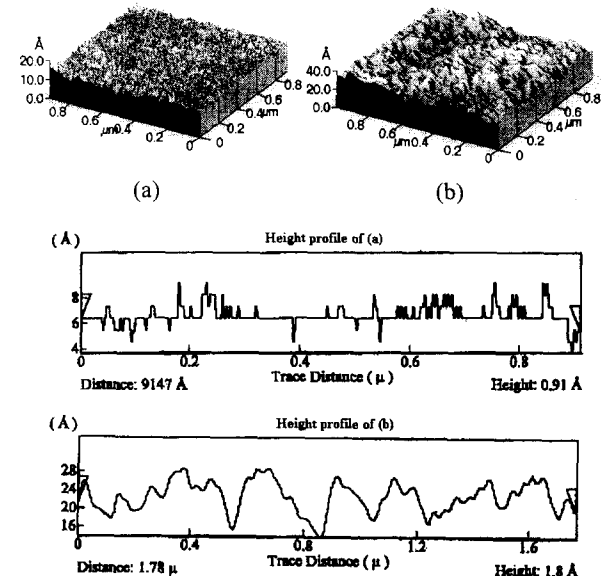 Å
20.0
10.0
0.0
0.8
0.6
μm
0.4
0.2
0
0
0.2
0.4
μm
0.6
0.8
Å
40.0
20.0
0.0
0.8
0.6
μm
0.4
0.2
0
0
0.2
0.4
μm
0.6
0.8
(a)
(b)
(Å)
Height profile of (a)
8
6
4
0
0.2
0.4
0.6
0.8
Distance: 9147 Å
Trace Distance ( μ )
Height: 0.91 Å
(Å)
Height profile of (b)
28
24
20
16
0
0.4
0.8
1.2
1.6
Distance: 1.78 μ
Trace Distance ( μ )
Height: 1.8 Å